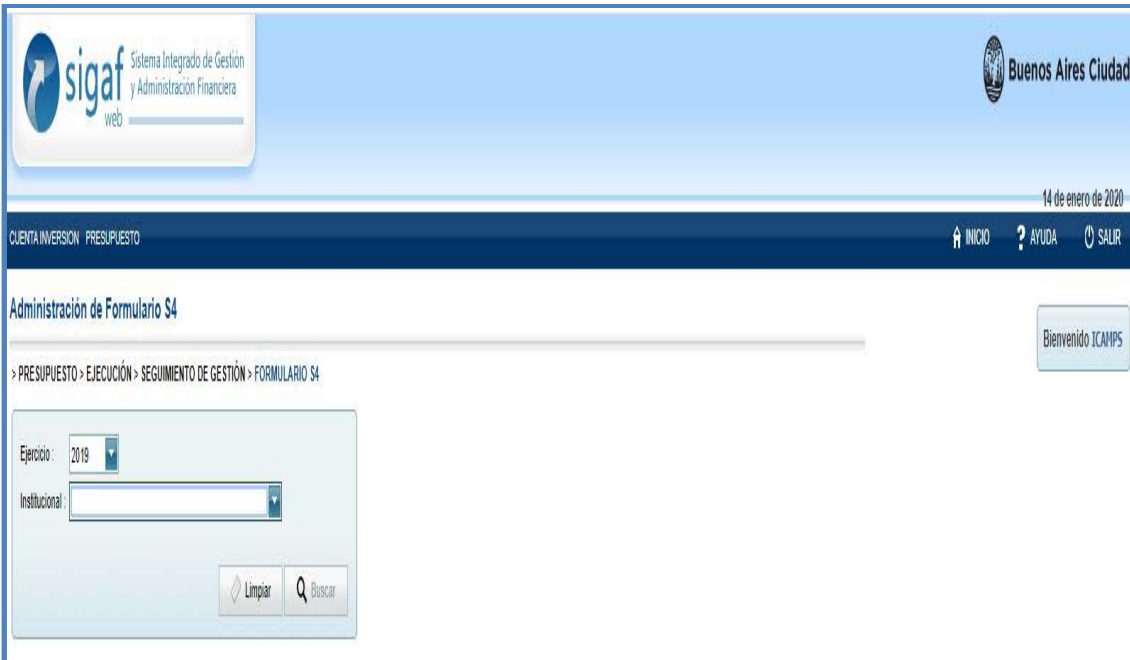 sigaf
web
Sistema Integrado de Gestión
y Administración Financiera
Buenos Aires Ciudad
14 de enero de 2020
CUENTA INVERSION PRESUPUESTO
INICIO ? AYUDA SALIR
Administración de Formulario S4
Bienvenido ICAMPS
> PRESUPUESTO > EJECUCIÓN > SEGUIMIENTO DE GESTIÓN > FORMULARIO S4
Ejercicio : 2019
Institucional :
Limpiar Buscar